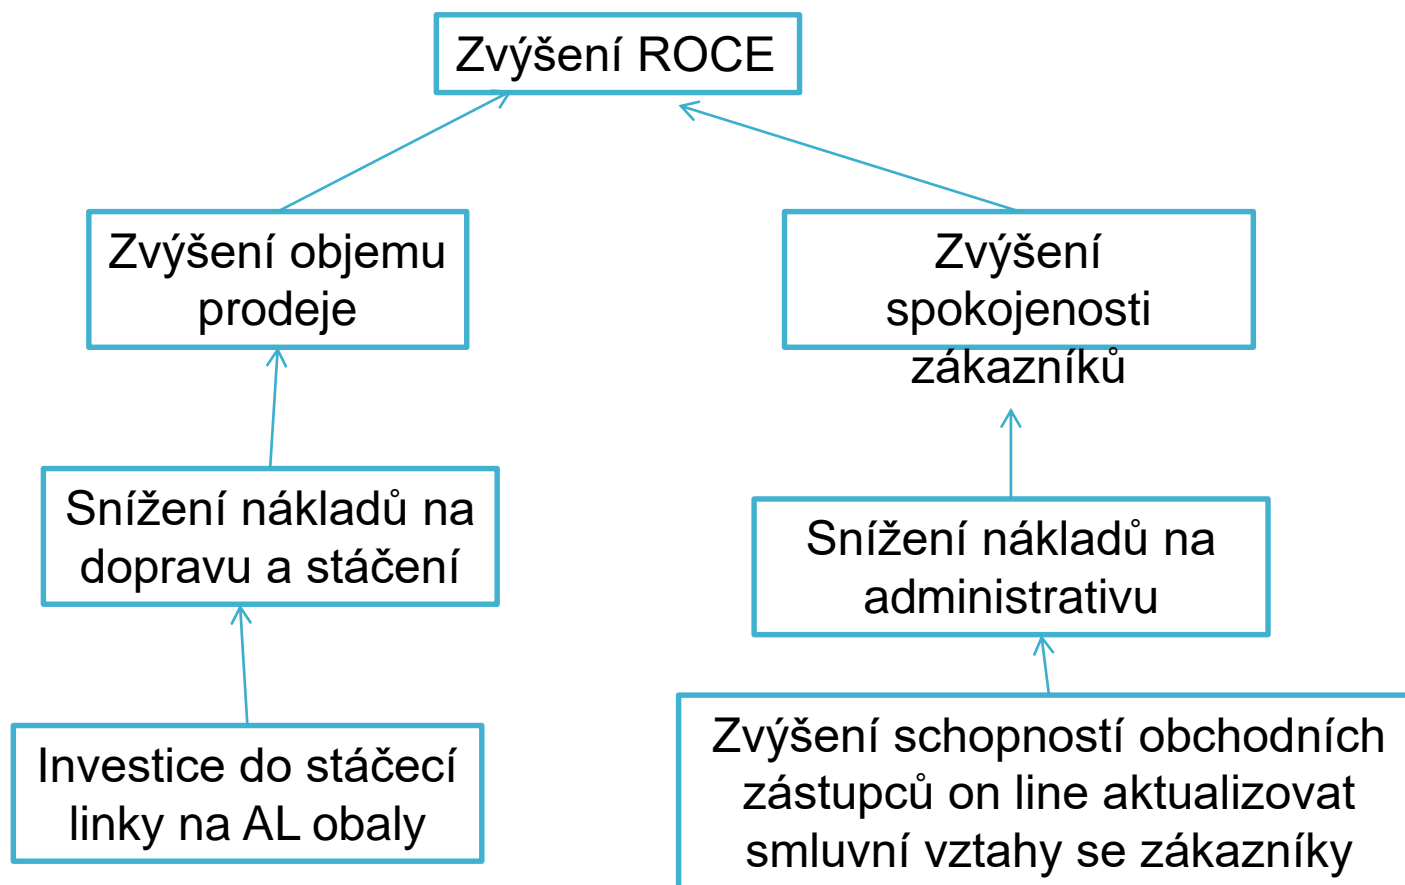 Zvýšení ROCE
Zvýšení objemu
prodeje
Zvýšení
spokojenosti
zákazníků
Snížení nákladů na
dopravu a stáčení
Snížení nákladů na
administrativu
Investice do stáčecí
linky na AL obaly
Zvýšení schopností obchodních
zástupců on line aktualizovat
smluvní vztahy se zákazníky